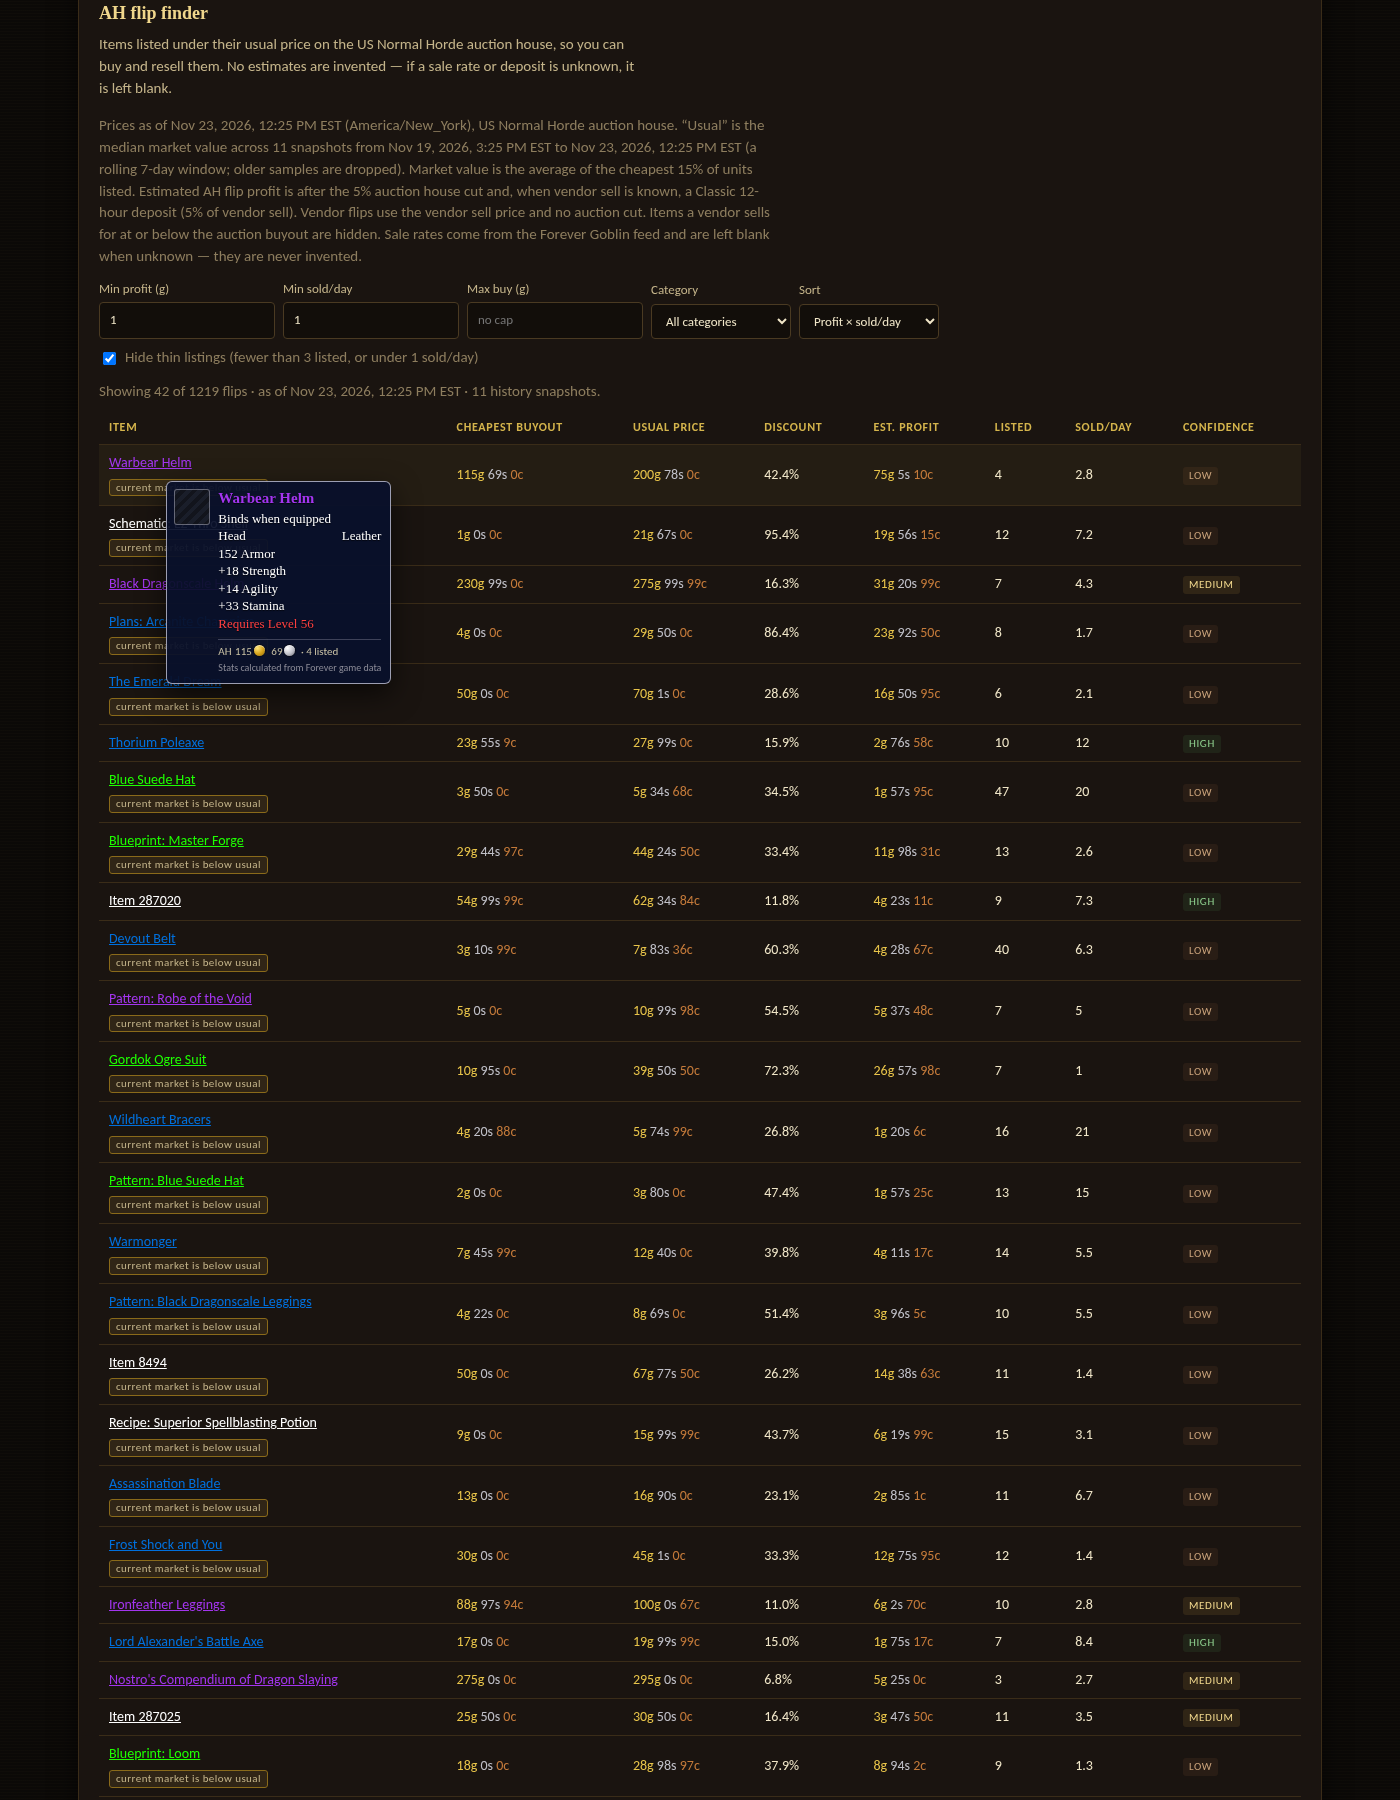 AH flip finder
Items listed under their usual price on the US Normal Horde auction house, so you can
buy and resell them. No estimates are invented — if a sale rate or deposit is unknown, it
is left blank.
Prices as of Nov 23, 2026, 12:25 PM EST (America/New_York), US Normal Horde auction house. “Usual” is the
median market value across 11 snapshots from Nov 19, 2026, 3:25 PM EST to Nov 23, 2026, 12:25 PM EST (a
rolling 7-day window; older samples are dropped). Market value is the average of the cheapest 15% of units
listed. Estimated AH flip profit is after the 5% auction house cut and, when vendor sell is known, a Classic 12-
hour deposit (5% of vendor sell). Vendor flips use the vendor sell price and no auction cut. Items a vendor sells
for at or below the auction buyout are hidden. Sale rates come from the Forever Goblin feed and are left blank
when unknown — they are never invented.
Min profit (g) Min sold/day Max buy (g) Category Sort
1 1 no cap All categories Profit × sold/day
Hide thin listings (fewer than 3 listed, or under 1 sold/day)
Showing 42 of 1219 flips · as of Nov 23, 2026, 12:25 PM EST · 11 history snapshots.
ITEM CHEAPEST BUYOUT USUAL PRICE DISCOUNT EST. PROFIT LISTED SOLD/DAY CONFIDENCE
Warbear Helm 115g 69s 0c 200g 78s 0c 42.4% 75g 5s 10c 4 2.8 LOW
current
Warbear Helm
Binds when equipped
Head Leather
152 Armor
+18 Strength
+14 Agility
+33 Stamina
Requires Level 56
AH 115 69 · 4 listed
Stats calculated from Forever game data
1g 0s 0c 21g 67s 0c 95.4% 19g 56s 15c 12 7.2 LOW
current
Black 230g 99s 0c 275g 99s 99c 16.3% 31g 20s 99c 7 4.3 MEDIUM
Plans: 4g 0s 0c 29g 50s 0c 86.4% 23g 92s 50c 8 1.7 LOW
current
The Emerald Dream 50g 0s 0c 70g 1s 0c 28.6% 16g 50s 95c 6 2.1 LOW
current market is below usual
Thorium Poleaxe 23g 55s 9c 27g 99s 0c 15.9% 2g 76s 58c 10 12 HIGH
Blue Suede Hat 3g 50s 0c 5g 34s 68c 34.5% 1g 57s 95c 47 20 LOW
current market is below usual
Blueprint: Master Forge 29g 44s 97c 44g 24s 50c 33.4% 11g 98s 31c 13 2.6 LOW
current market is below usual
Item 287020 54g 99s 99c 62g 34s 84c 11.8% 4g 23s 11c 9 7.3 HIGH
Devout Belt 3g 10s 99c 7g 83s 36c 60.3% 4g 28s 67c 40 6.3 LOW
current market is below usual
Pattern: Robe of the Void 5g 0s 0c 10g 99s 98c 54.5% 5g 37s 48c 7 5 LOW
current market is below usual
Gordok Ogre Suit 10g 95s 0c 39g 50s 50c 72.3% 26g 57s 98c 7 1 LOW
current market is below usual
Wildheart Bracers 4g 20s 88c 5g 74s 99c 26.8% 1g 20s 6c 16 21 LOW
current market is below usual
Pattern: Blue Suede Hat 2g 0s 0c 3g 80s 0c 47.4% 1g 57s 25c 13 15 LOW
current market is below usual
Warmonger 7g 45s 99c 12g 40s 0c 39.8% 4g 11s 17c 14 5.5 LOW
current market is below usual
Pattern: Black Dragonscale Leggings 4g 22s 0c 8g 69s 0c 51.4% 3g 96s 5c 10 5.5 LOW
current market is below usual
Item 8494 50g 0s 0c 67g 77s 50c 26.2% 14g 38s 63c 11 1.4 LOW
current market is below usual
Recipe: Superior Spellblasting Potion 9g 0s 0c 15g 99s 99c 43.7% 6g 19s 99c 15 3.1 LOW
current market is below usual
Assassination Blade 13g 0s 0c 16g 90s 0c 23.1% 2g 85s 1c 11 6.7 LOW
current market is below usual
Frost Shock and You 30g 0s 0c 45g 1s 0c 33.3% 12g 75s 95c 12 1.4 LOW
current market is below usual
Ironfeather Leggings 88g 97s 94c 100g 0s 67c 11.0% 6g 2s 70c 10 2.8 MEDIUM
Lord Alexander's Battle Axe 17g 0s 0c 19g 99s 99c 15.0% 1g 75s 17c 7 8.4 HIGH
Nostro's Compendium of Dragon Slaying 275g 0s 0c 295g 0s 0c 6.8% 5g 25s 0c 3 2.7 MEDIUM
Item 287025 25g 50s 0c 30g 50s 0c 16.4% 3g 47s 50c 11 3.5 MEDIUM
Blueprint: Loom 18g 0s 0c 28g 98s 97c 37.9% 8g 94s 2c 9 1.3 LOW
current market is below usual